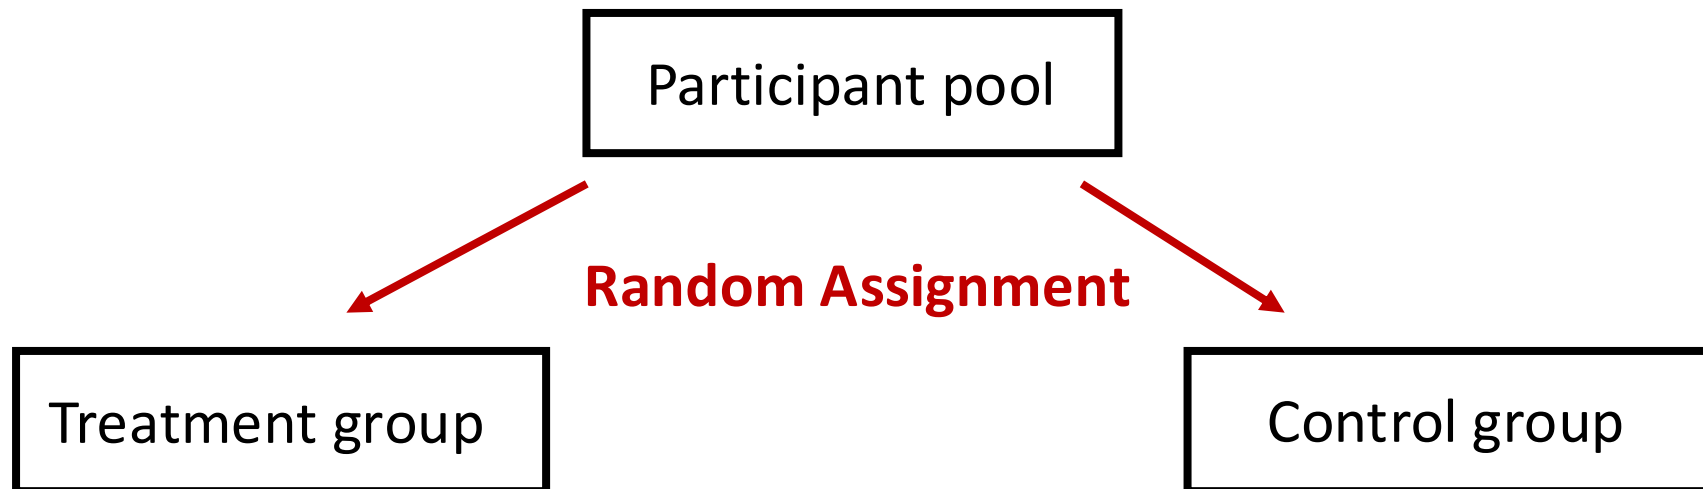 Participant pool
Random Assignment
Treatment group
Control group